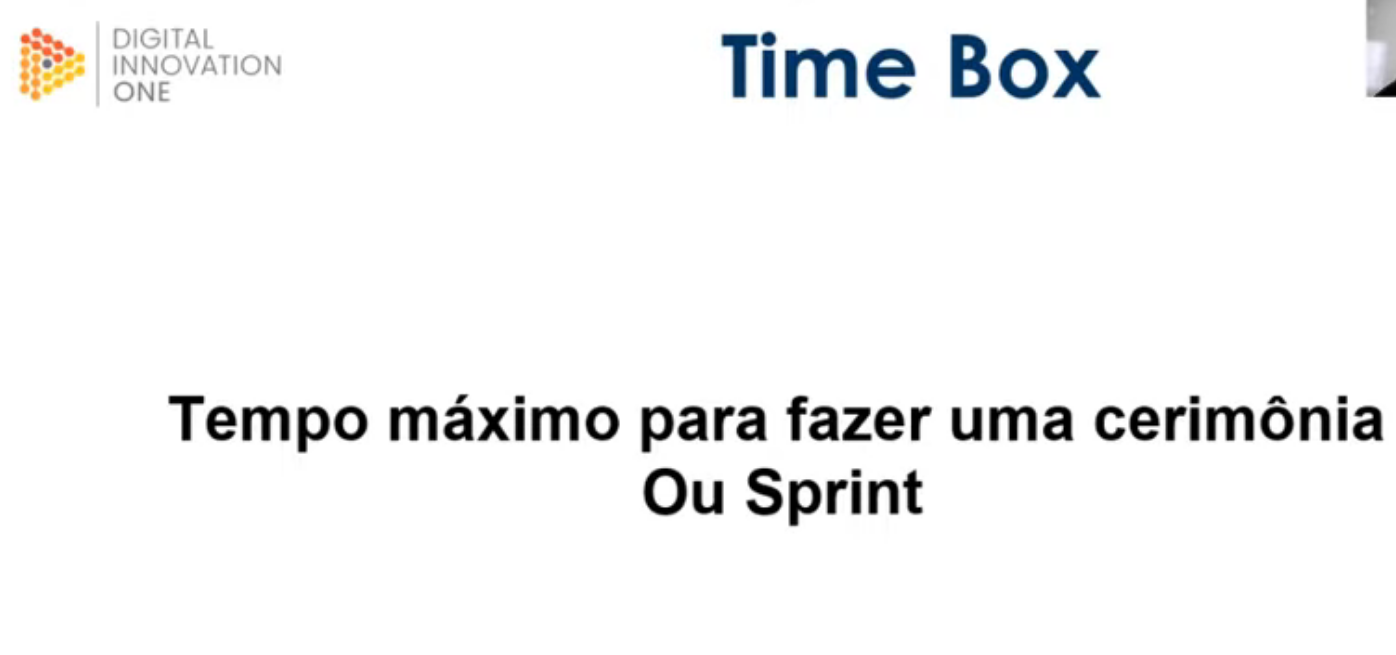 DIGITAL
INNOVATION
ONE
Time Box
Tempo máximo para fazer uma cerimônia
Ou Sprint